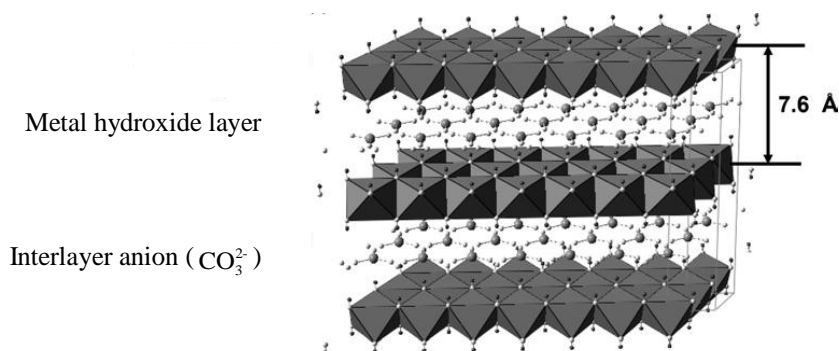 Metal hydroxide layer
7.6 Å
Interlayer anion ( CO₃²⁻ )